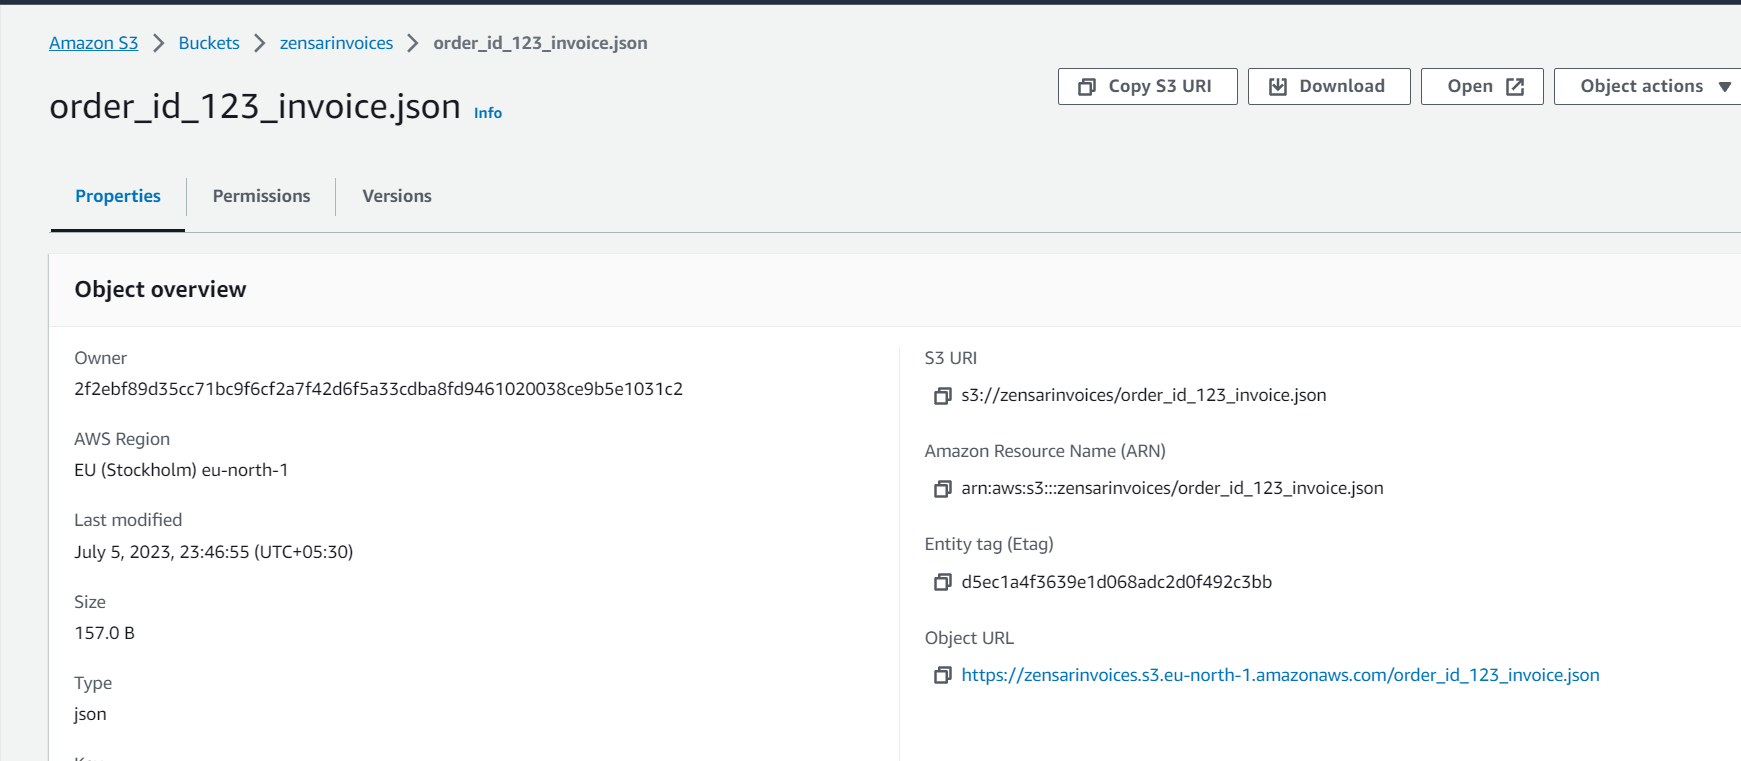 Amazon S3 > Buckets > zensarinvoices > order_id_123_invoice.json
order_id_123_invoice.json Info
Copy S3 URI Download Open Object actions
Properties Permissions Versions
Object overview
Owner
2f2ebf89d35cc71bc9f6cf2a7f42d6f5a33cdba8fd9461020038ce9b5e1031c2
AWS Region
EU (Stockholm) eu-north-1
Last modified
July 5, 2023, 23:46:55 (UTC+05:30)
Size
157.0 B
Type
json
S3 URI
s3://zensarinvoices/order_id_123_invoice.json
Amazon Resource Name (ARN)
arn:aws:s3:::zensarinvoices/order_id_123_invoice.json
Entity tag (Etag)
d5ec1a4f3639e1d068adc2d0f492c3bb
Object URL
https://zensarinvoices.s3.eu-north-1.amazonaws.com/order_id_123_invoice.json